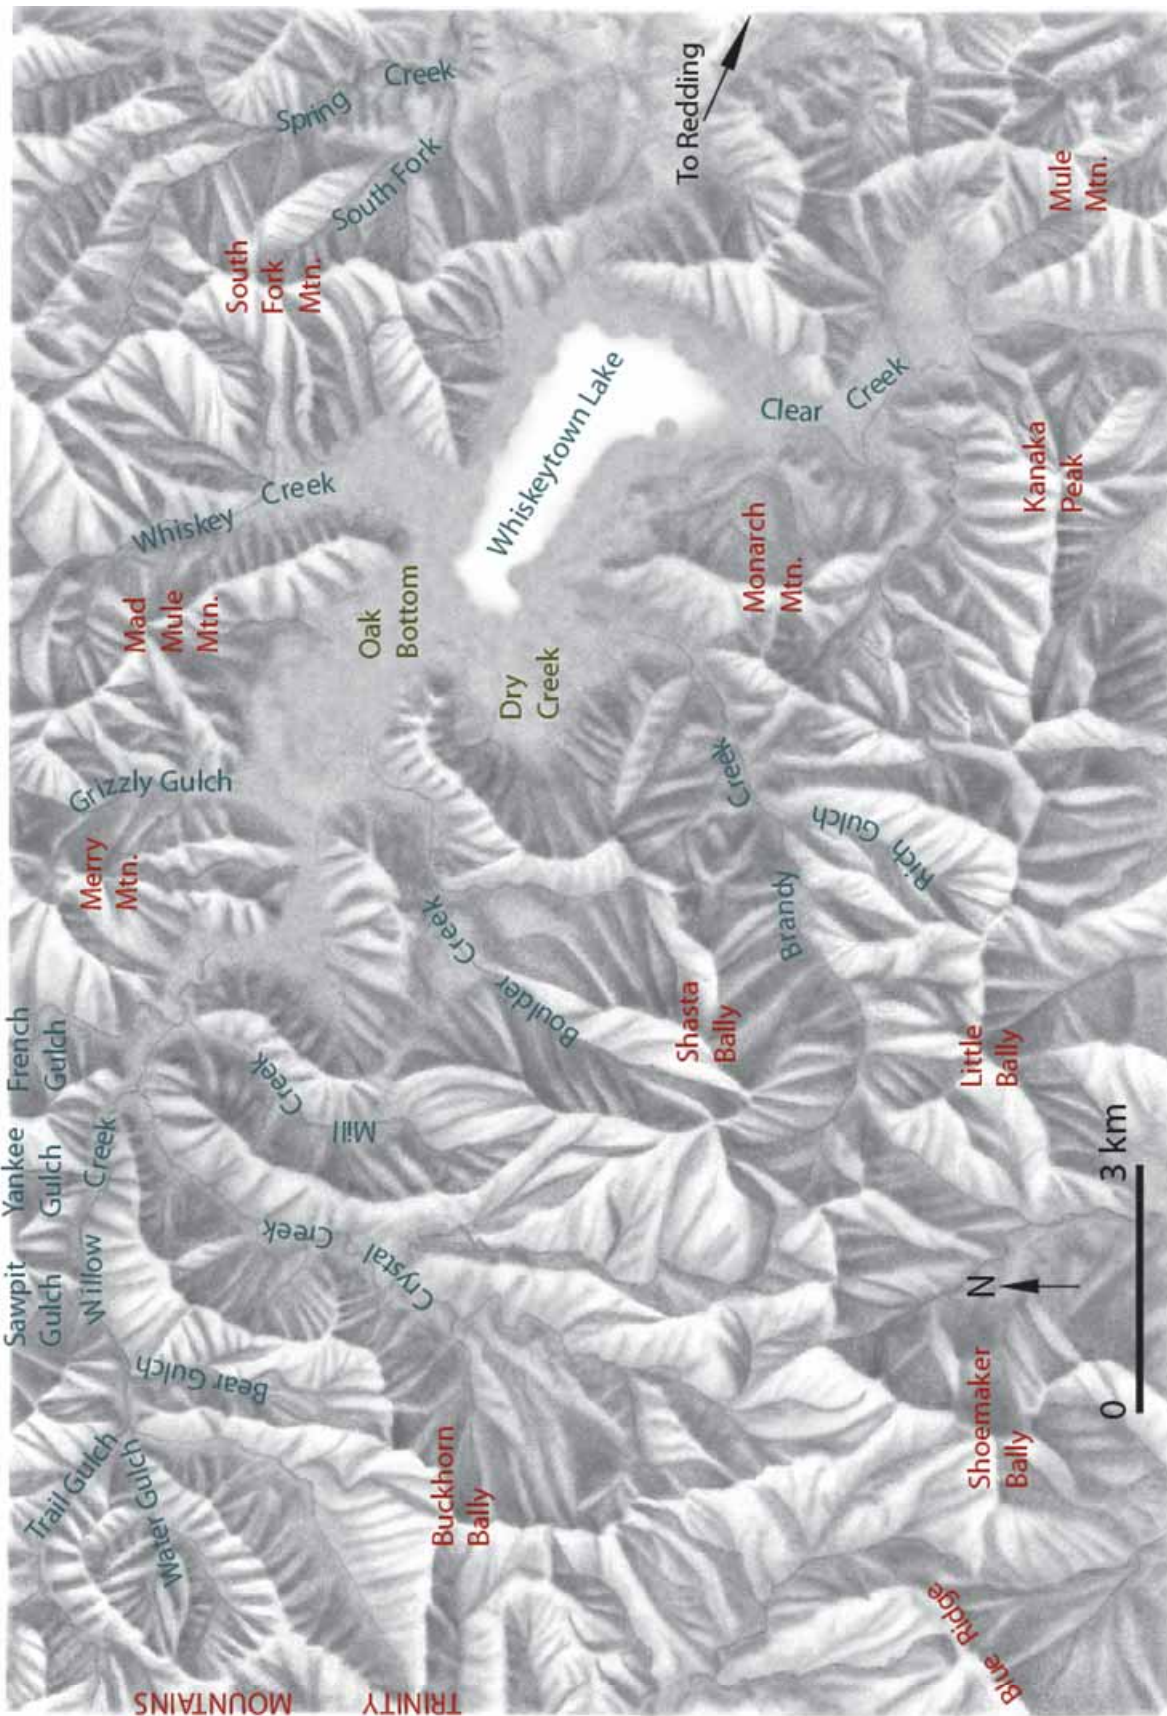 TRINITY
MOUNTAINS
Trail Gulch
Water Gulch
Sawpit
Gulch
Yankee
Gulch
French
Gulch
Willow Creek
Bear Gulch
Merry
Mtn.
Grizzly Gulch
Mad
Mule
Mtn.
Whiskey Creek
South
Fork
Mtn.
Spring Creek
South Fork
Crystal Creek
Mill Creek
Oak
Bottom
Buckhorn
Bally
Boulder Creek
Dry
Creek
Whiskeytown Lake
To Redding
Shasta
Bally
Brandy Creek
Monarch
Mtn.
Clear Creek
Rich Gulch
Blue Ridge
Shoemaker
Bally
N
Little
Bally
Kanaka
Peak
Mule
Mtn.
0 3 km